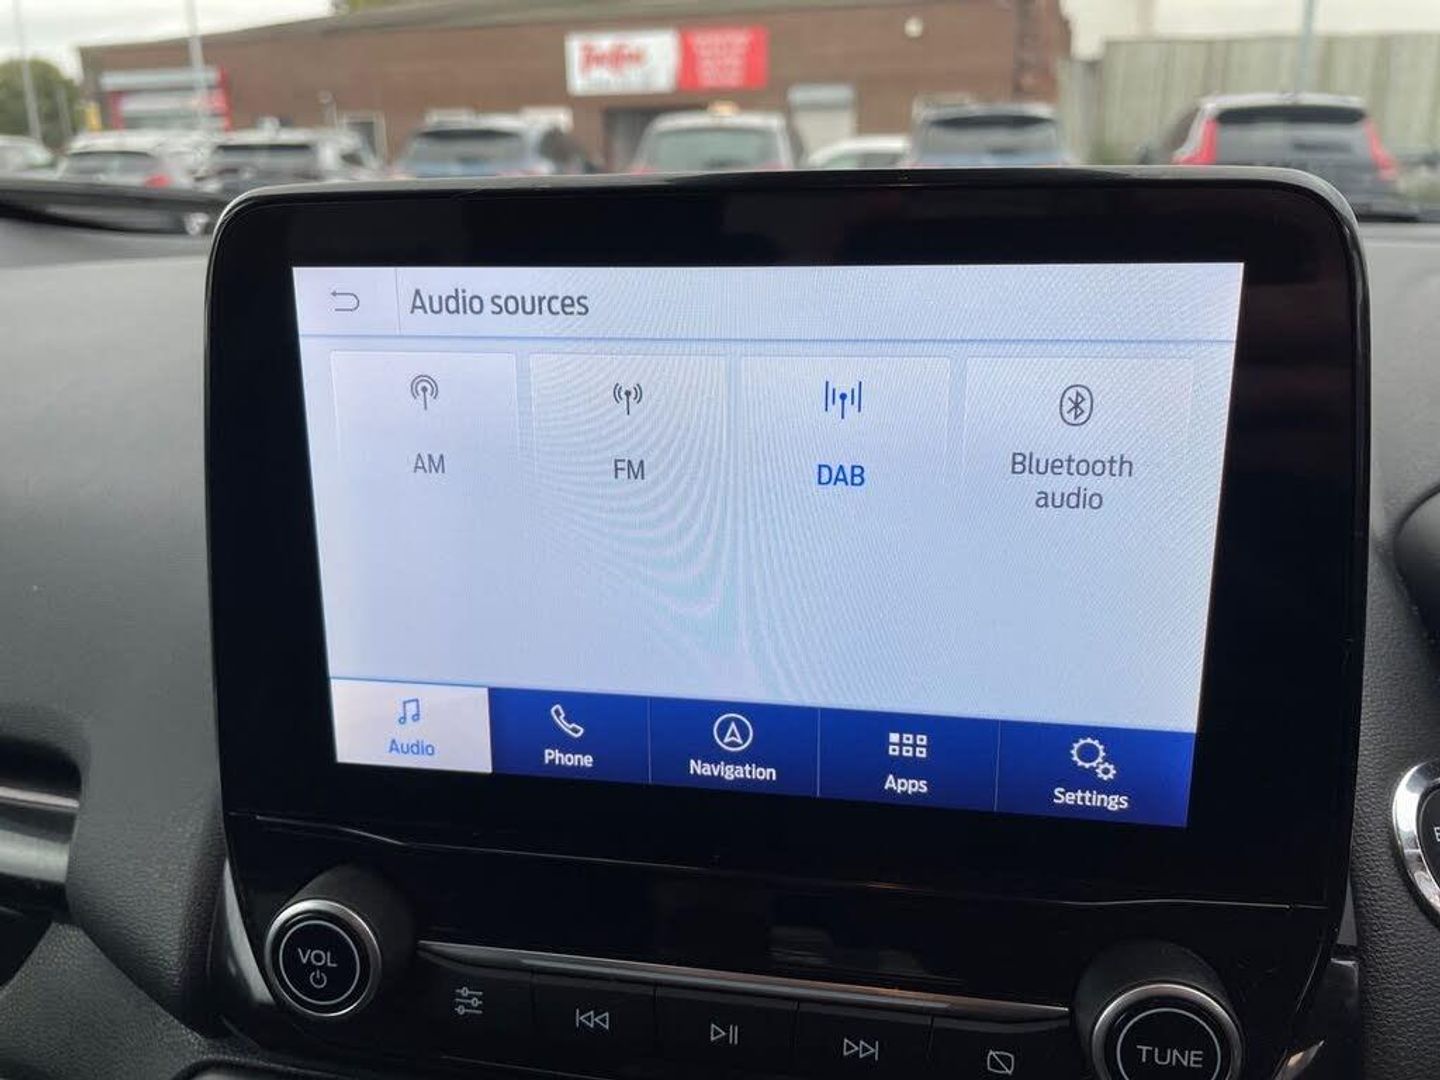 Audio sources
AM
FM
DAB
Bluetooth
audio
Audio
Phone
Navigation
Apps
Settings
VOL
TUNE